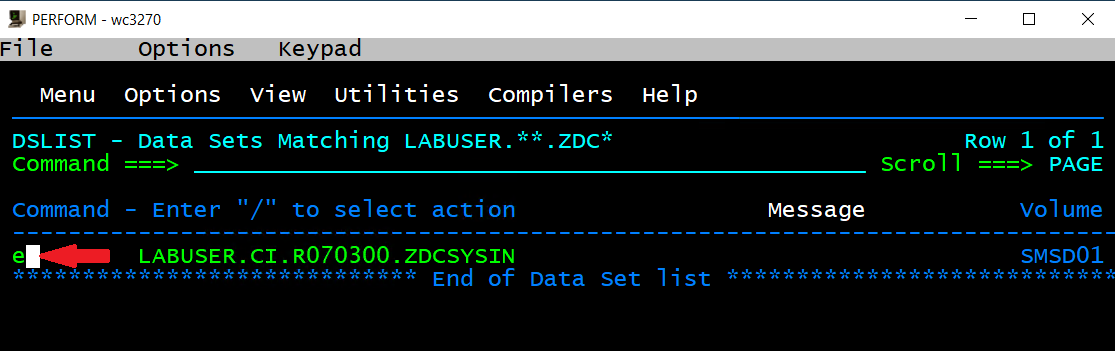 PERFORM - wc3270
File Options Keypad
Menu Options View Utilities Compilers Help
DSLIST - Data Sets Matching LABUSER.**.ZDC* Row 1 of 1
Command ===> Scroll ===> PAGE
Command - Enter "/" to select action Message Volume
-------------------------------------------------------------------------------
e LABUSER.CI.R070300.ZDCSYSIN SMSD01
***************************** End of Data Set list ****************************